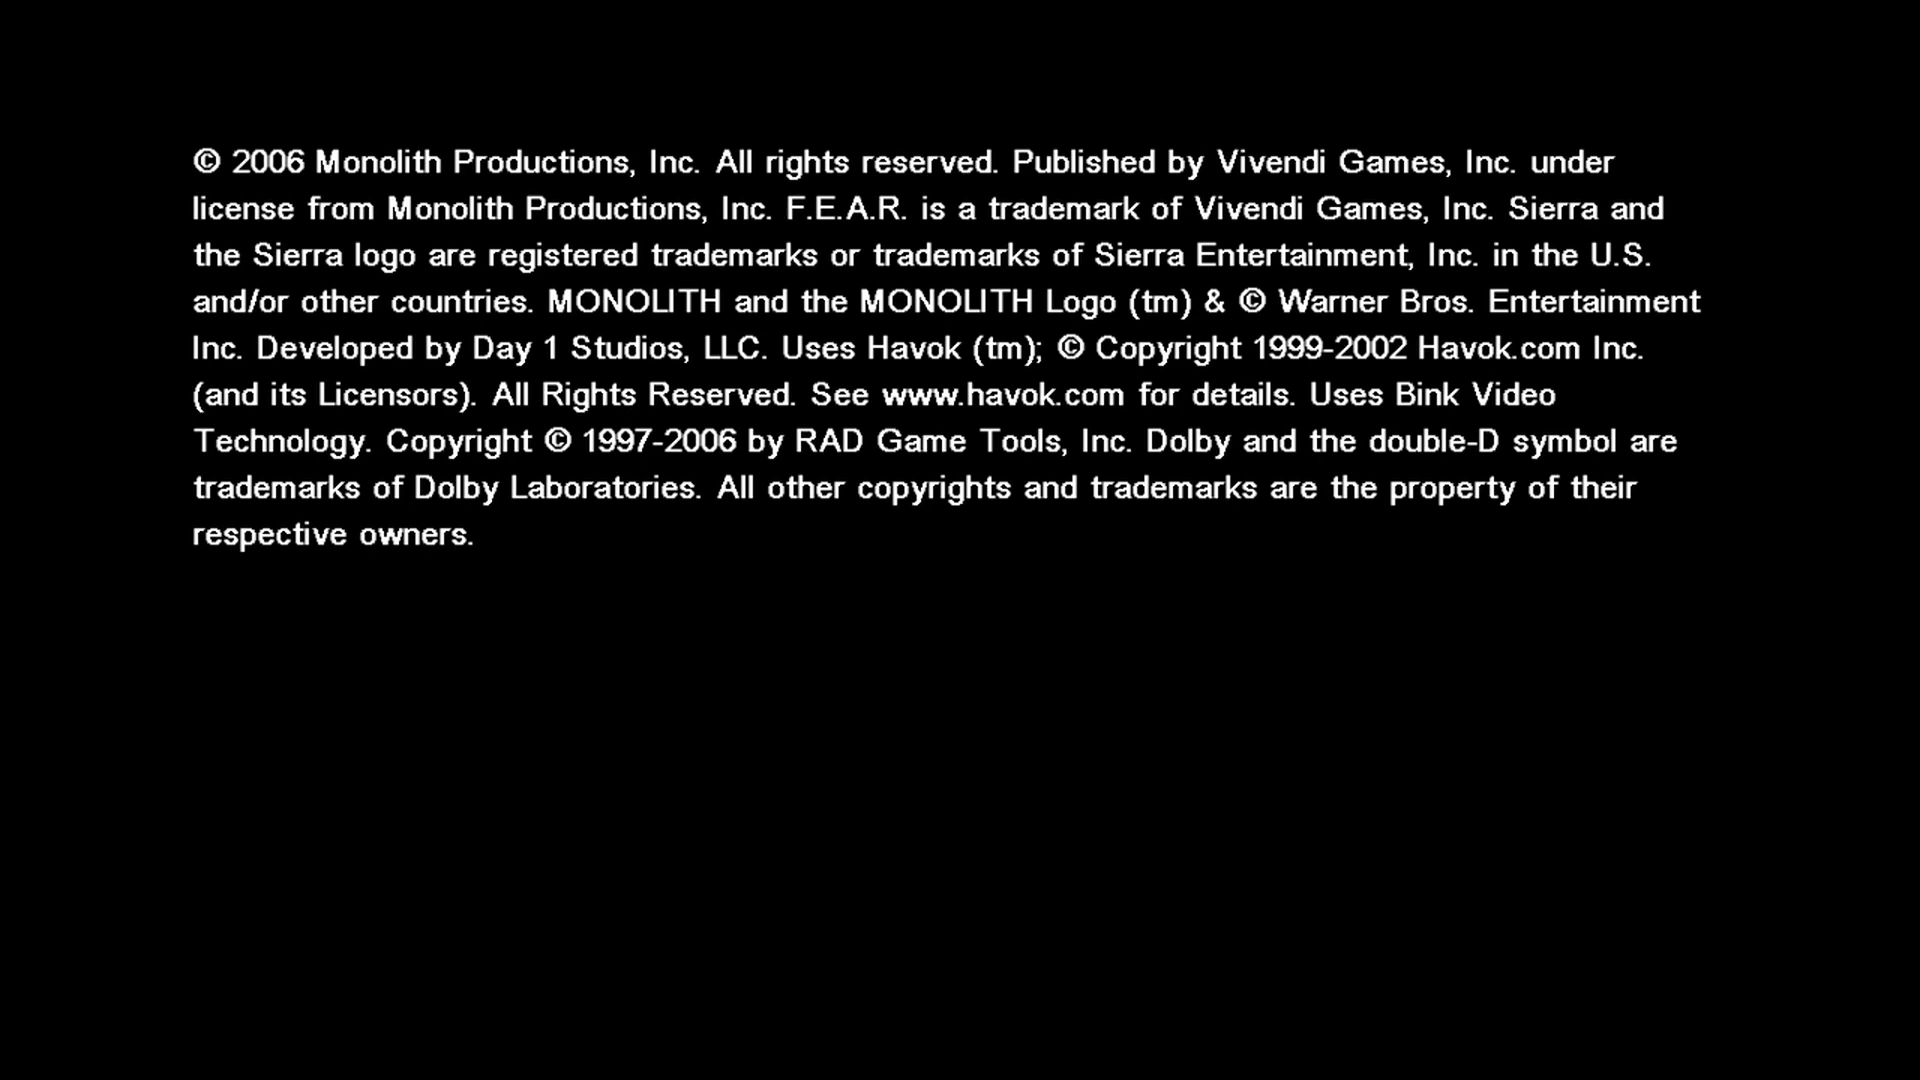 © 2006 Monolith Productions, Inc. All rights reserved. Published by Vivendi Games, Inc. under
license from Monolith Productions, Inc. F.E.A.R. is a trademark of Vivendi Games, Inc. Sierra and
the Sierra logo are registered trademarks or trademarks of Sierra Entertainment, Inc. in the U.S.
and/or other countries. MONOLITH and the MONOLITH Logo (tm) & © Warner Bros. Entertainment
Inc. Developed by Day 1 Studios, LLC. Uses Havok (tm); © Copyright 1999-2002 Havok.com Inc.
(and its Licensors). All Rights Reserved. See www.havok.com for details. Uses Bink Video
Technology. Copyright © 1997-2006 by RAD Game Tools, Inc. Dolby and the double-D symbol are
trademarks of Dolby Laboratories. All other copyrights and trademarks are the property of their
respective owners.